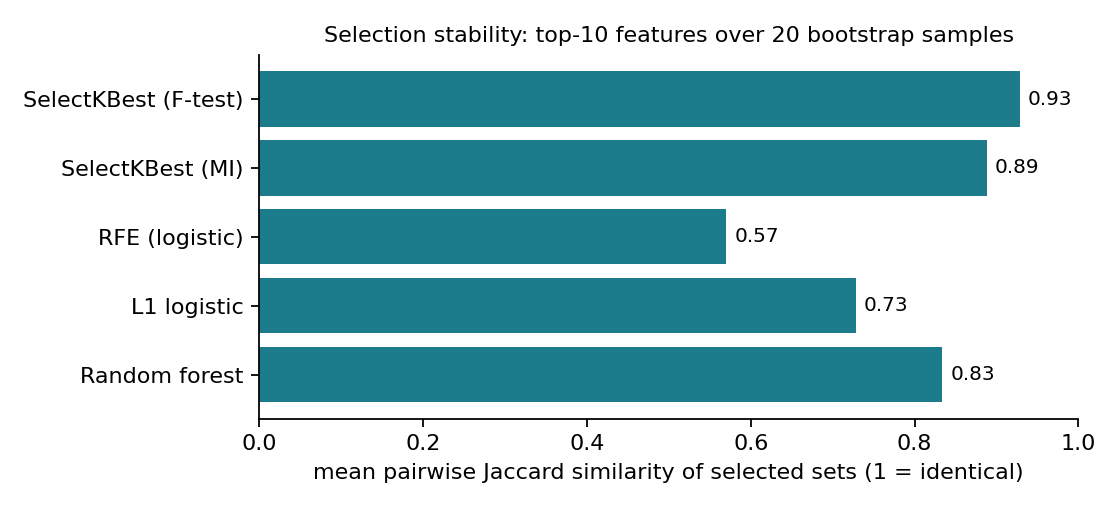 Selection stability: top-10 features over 20 bootstrap samples
SelectKBest (F-test)
0.93
SelectKBest (MI)
0.89
RFE (logistic)
0.57
L1 logistic
0.73
Random forest
0.83
0.0 0.2 0.4 0.6 0.8 1.0
mean pairwise Jaccard similarity of selected sets (1 = identical)